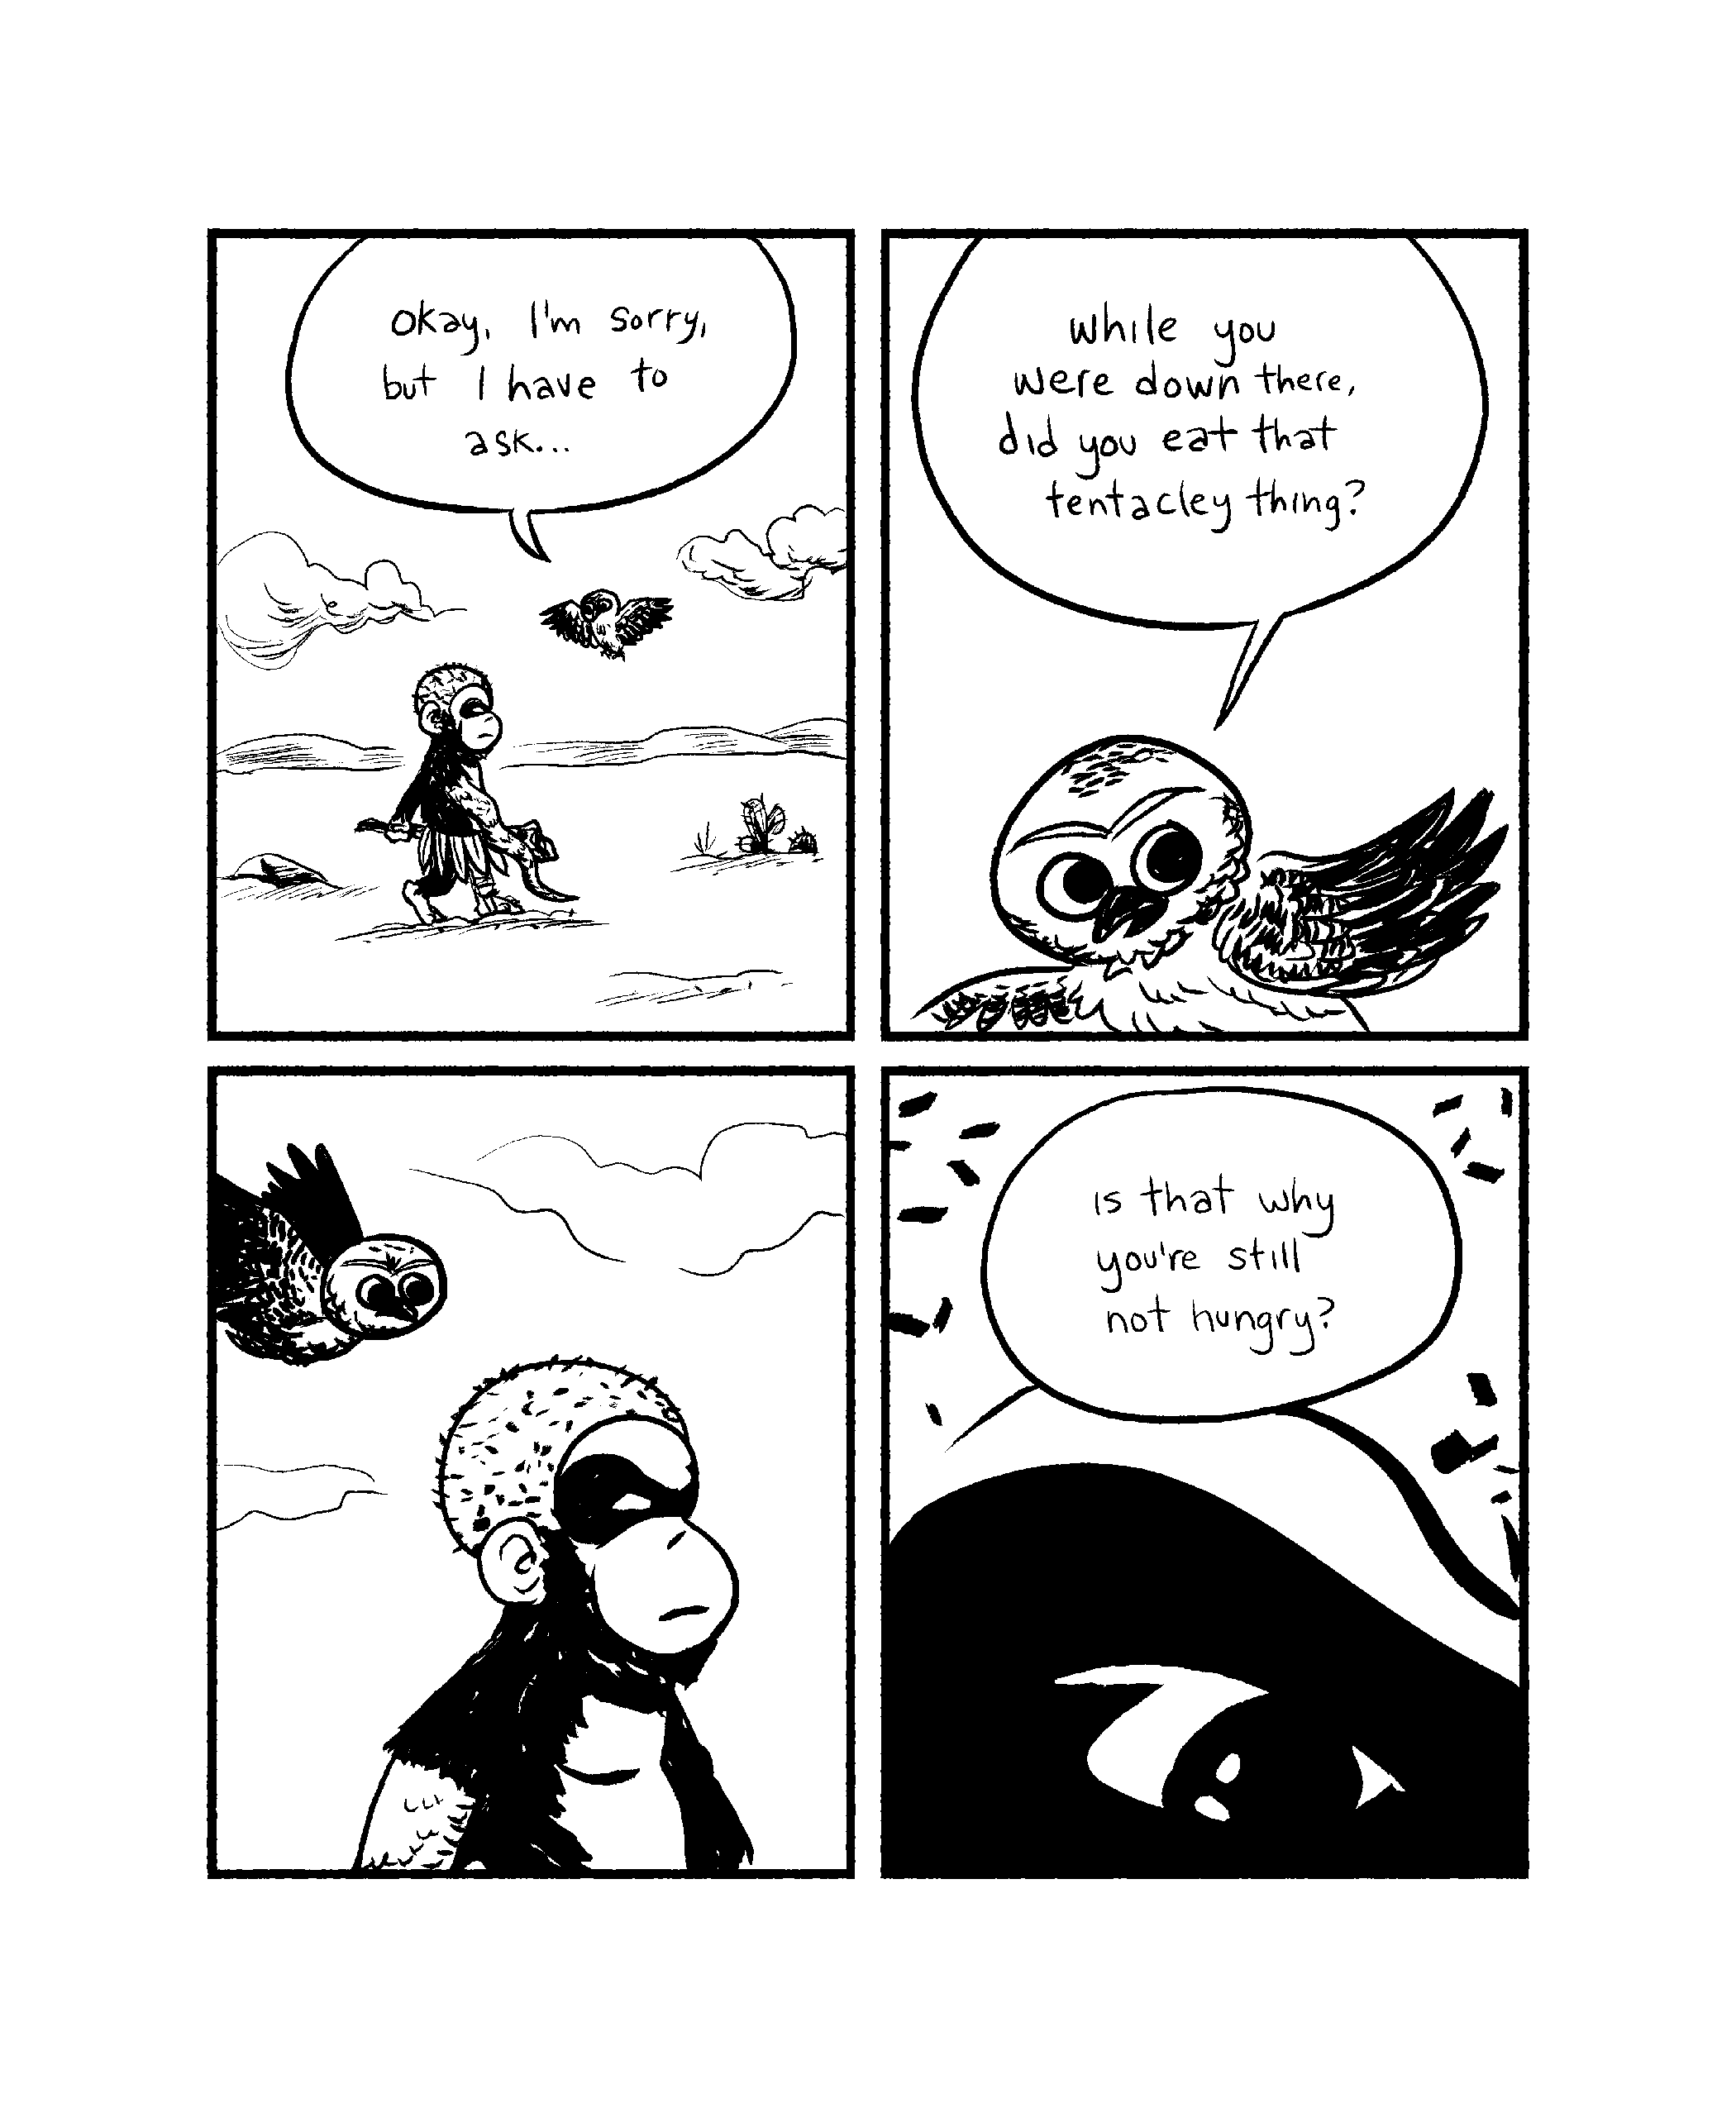 okay, I'm sorry,
but I have to
ask...
while you
were down there,
did you eat that
tentacley thing?
is that why
you're still
not hungry?